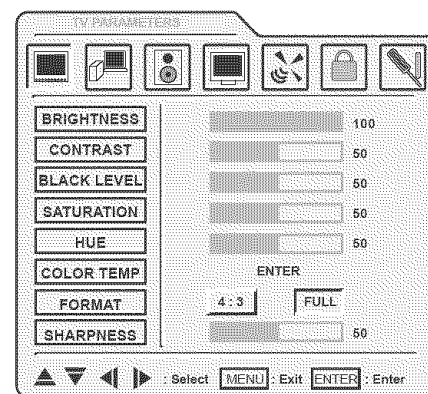 TV PARAMETERS
BRIGHTNESS 100
CONTRAST 50
BLACK LEVEL 50
SATURATION 50
HUE 50
COLOR TEMP ENTER
FORMAT 4:3 FULL
SHARPNESS 50
: Select MENU : Exit ENTER : Enter